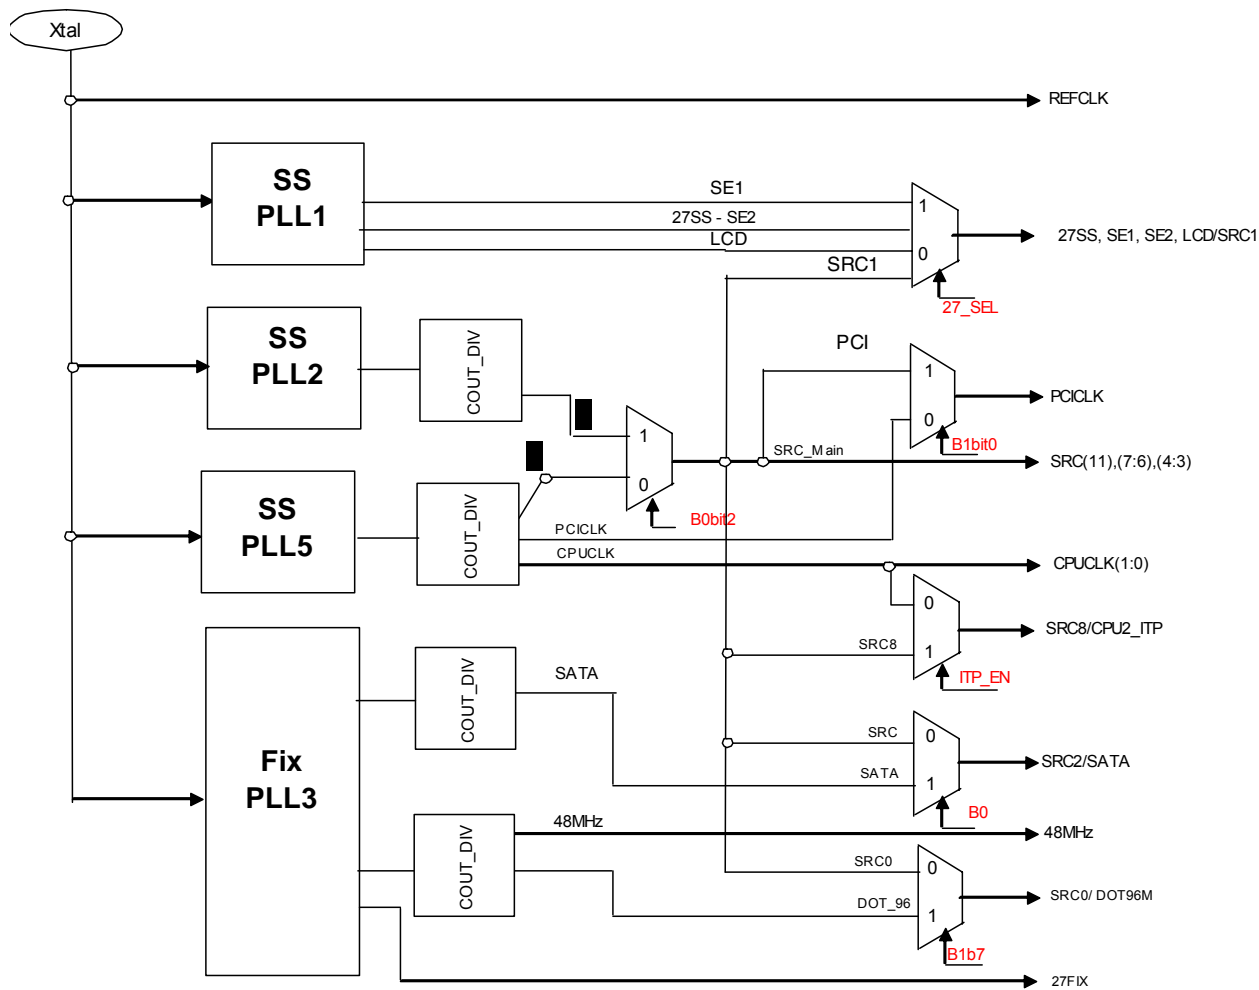 Xtal
REFCLK
SS
PLL1
SE1
27SS - SE2
LCD
SRC1
1
0
27SS, SE1, SE2, LCD/SRC1
27_SEL
SS
PLL2
COUT_DIV
PCI
1
0
PCICLK
B1bit0
1
0
SRC_Main
SRC(11),(7:6),(4:3)
B0bit2
SS
PLL5
COUT_DIV
PCICLK
CPUCLK
CPUCLK(1:0)
0
1
SRC8
SRC8/CPU2_ITP
ITP_EN
Fix
PLL3
COUT_DIV
SATA
SRC
0
SATA
1
SRC2/SATA
B0
COUT_DIV
48MHz
48MHz
SRC0
0
DOT_96
1
SRC0/ DOT96M
B1b7
27FIX